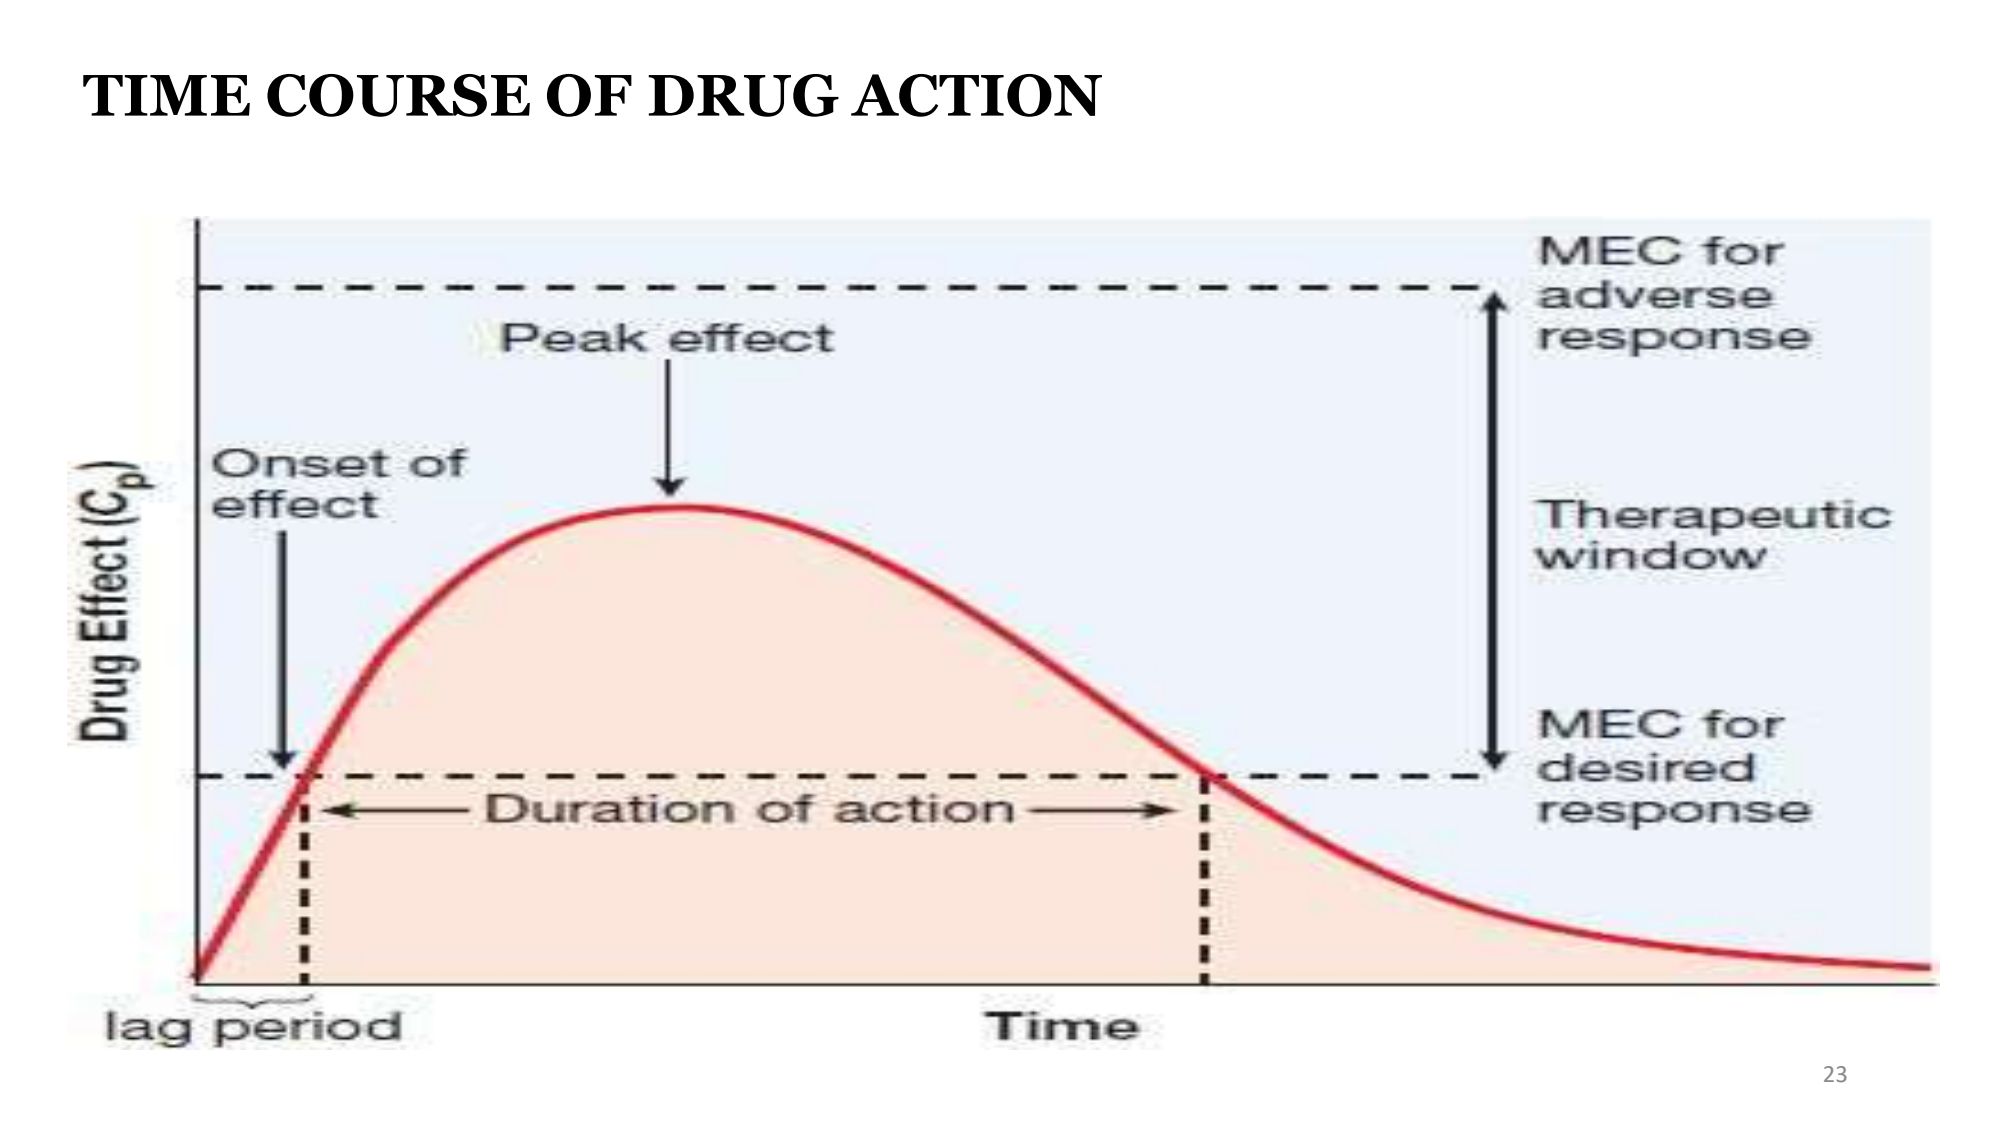 TIME COURSE OF DRUG ACTION
MEC for
adverse
response
Peak effect
Onset of
effect
Therapeutic
window
Drug Effect (Cp)
MEC for
desired
response
Duration of action
lag period
Time
23